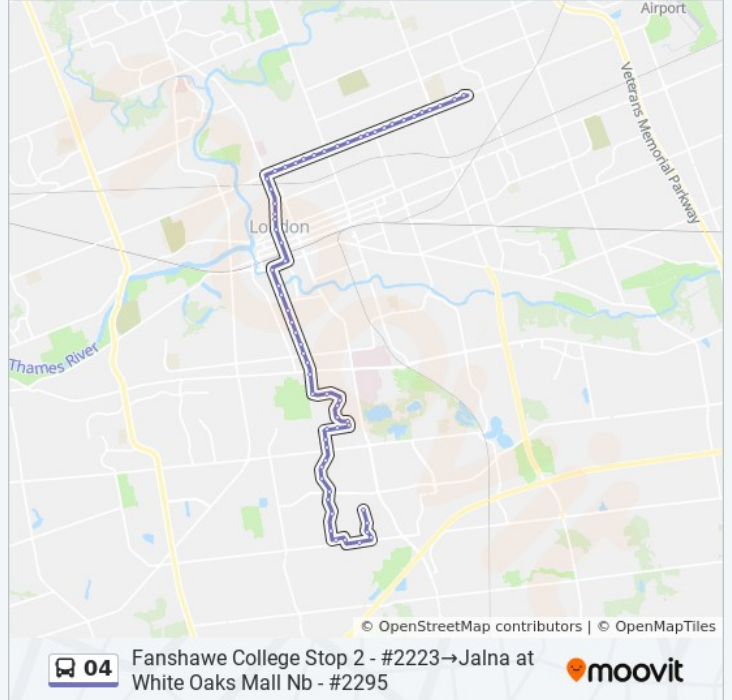 Airport
Veterans Memorial Parkway
London
Thames River
© OpenStreetMap contributors | © OpenMapTiles
04
Fanshawe College Stop 2 - #2223→Jalna at
White Oaks Mall Nb - #2295
moovit